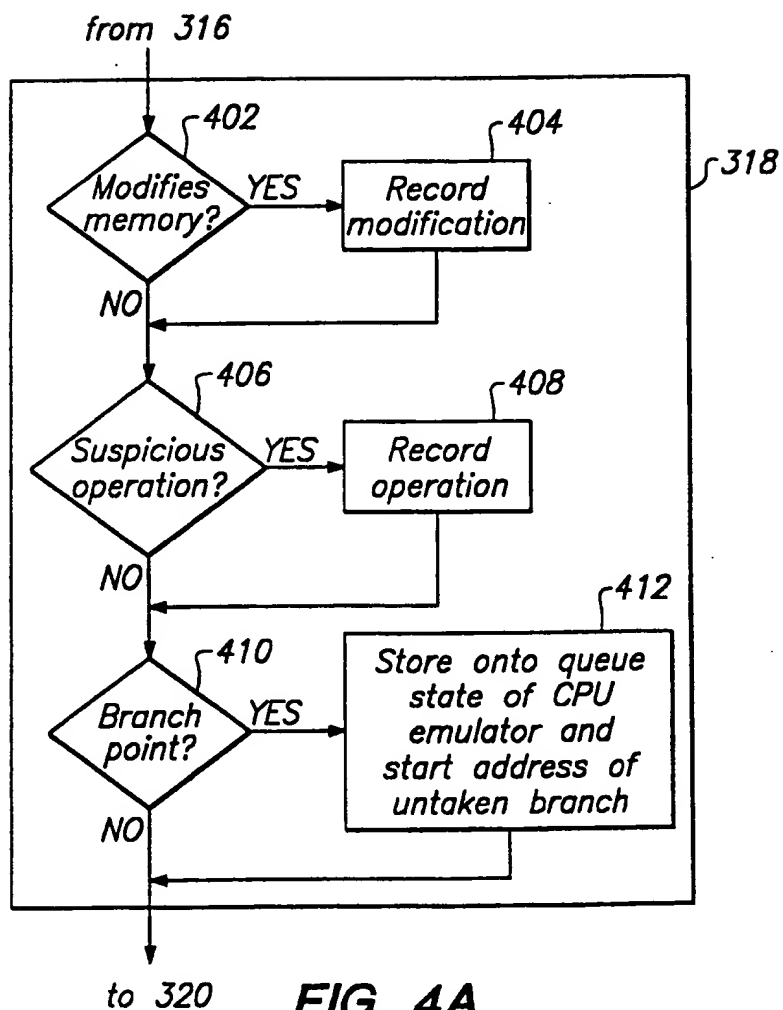 from 316
402
404
318
Modifies
memory?
YES
Record
modification
NO
406
408
Suspicious
operation?
YES
Record
operation
NO
412
410
Branch
point?
YES
Store onto queue
state of CPU
emulator and
start address of
untaken branch
NO
to 320
FIG. 4A